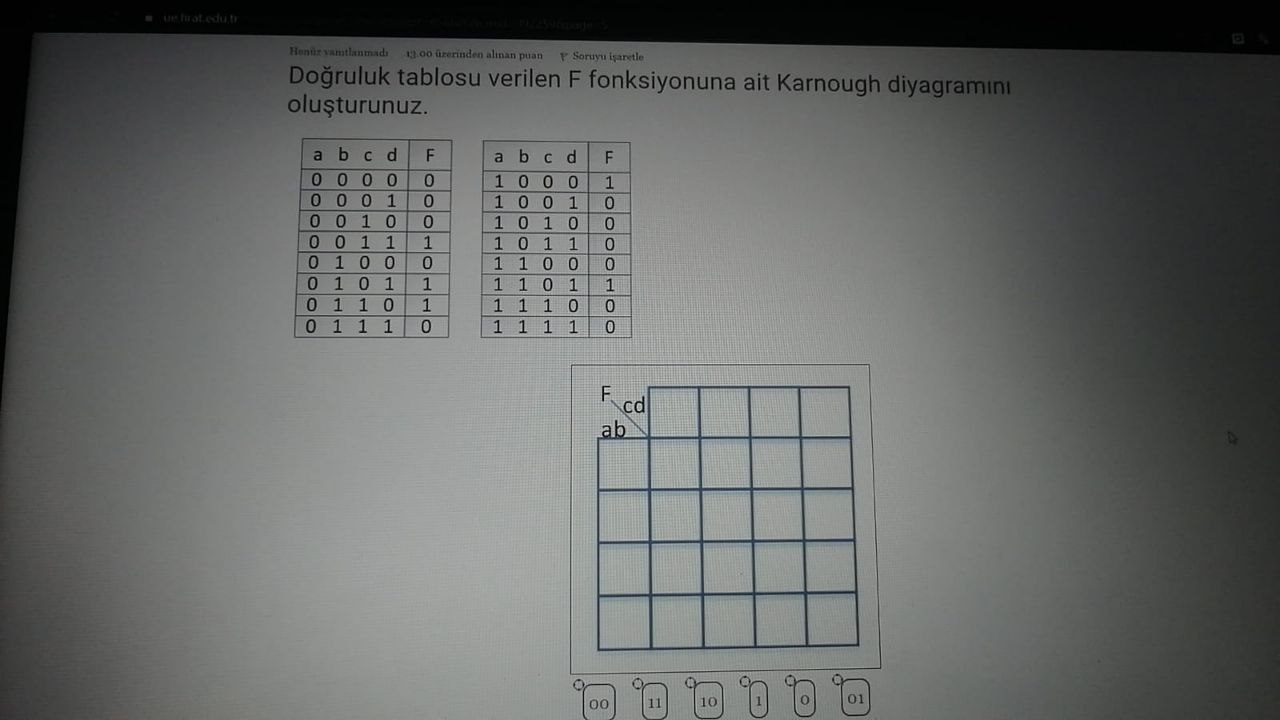 ue.firat.edu.tr
Henüz yanıtlanmadı 13.00 üzerinden alınan puan Soruyu işaretle
Doğruluk tablosu verilen F fonksiyonuna ait Karnough diyagramını
oluşturunuz.
a b c d F
0 0 0 0 0
0 0 0 1 0
0 0 1 0 0
0 0 1 1 1
0 1 0 0 0
0 1 0 1 1
0 1 1 0 1
0 1 1 1 0
a b c d F
1 0 0 0 1
1 0 0 1 0
1 0 1 0 0
1 0 1 1 0
1 1 0 0 0
1 1 0 1 1
1 1 1 0 0
1 1 1 1 0
F cd
ab
00 11 10 1 0 01